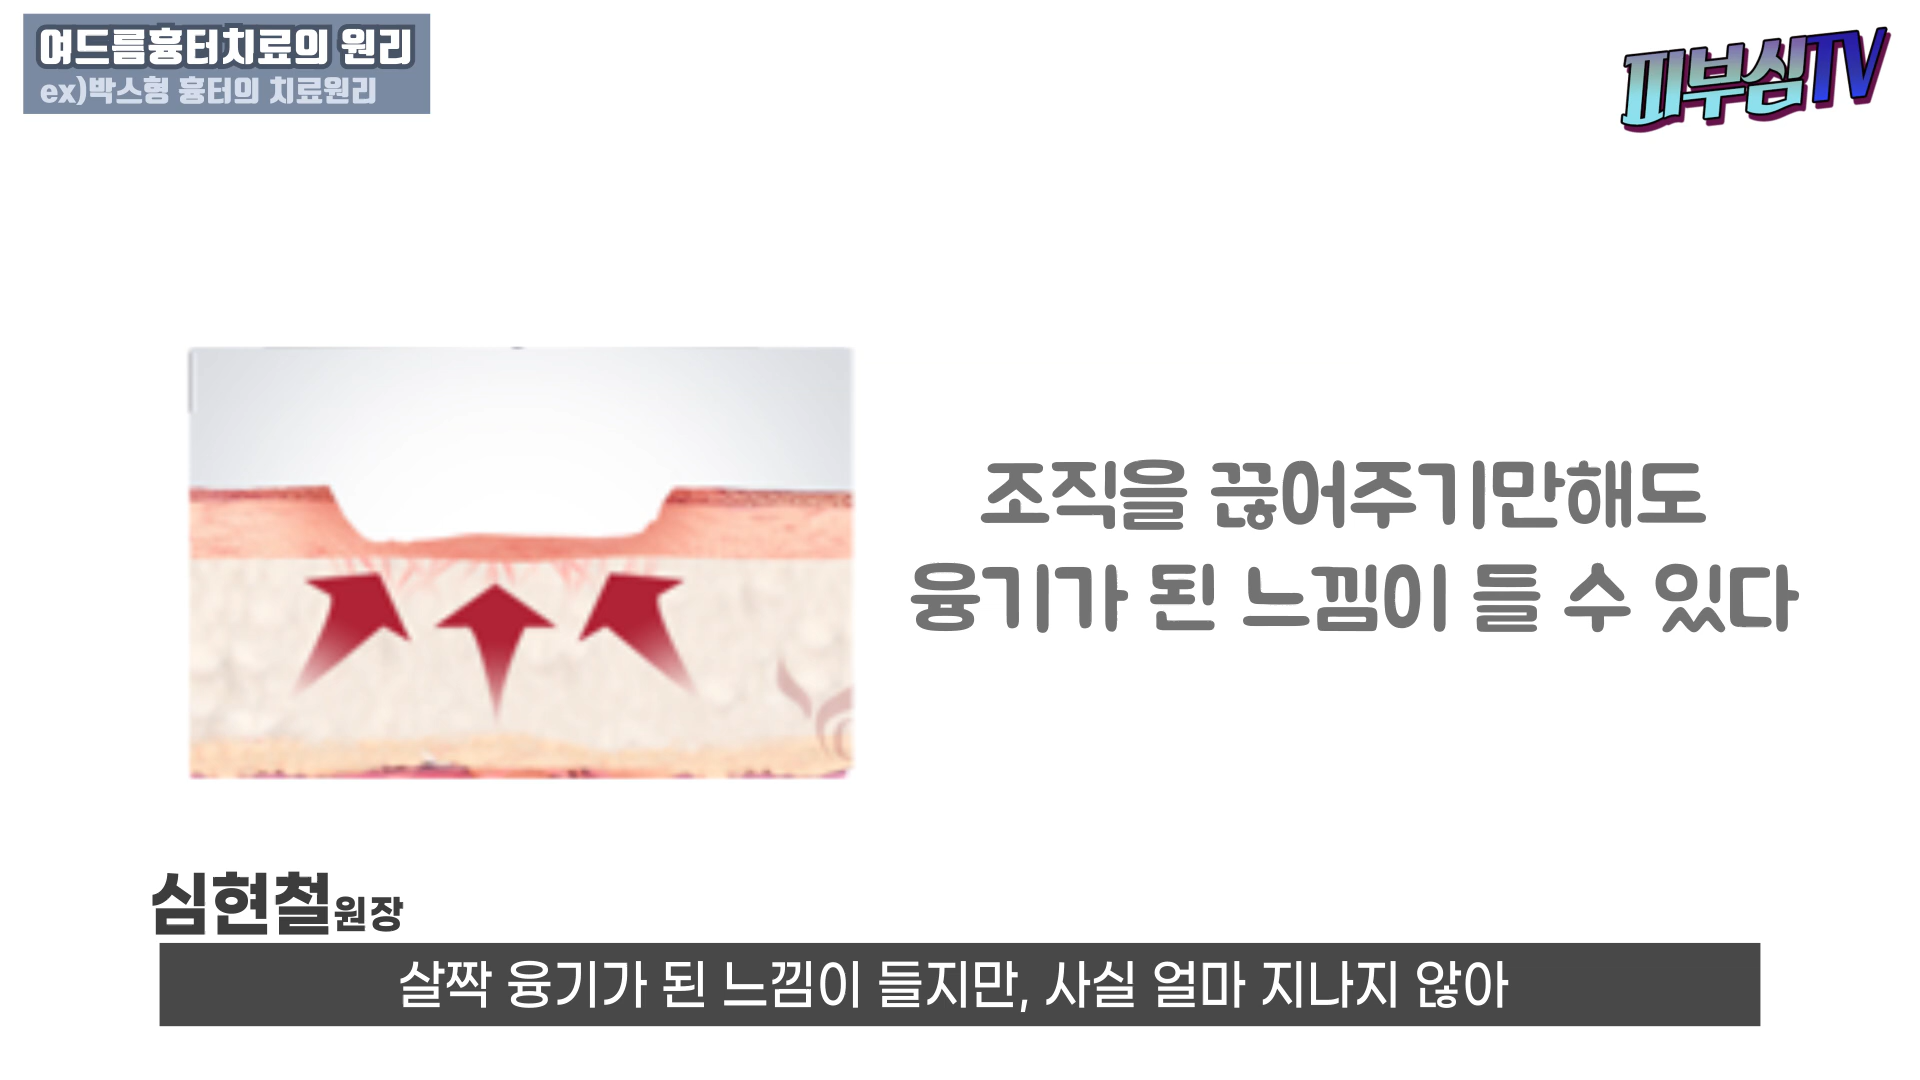 여드름흉터치료의 원리
ex)박스형 흉터의 치료원리
피부심TV
조직을 끊어주기만해도
융기가 된 느낌이 들 수 있다
심현철원장
살짝 융기가 된 느낌이 들지만, 사실 얼마 지나지 않아